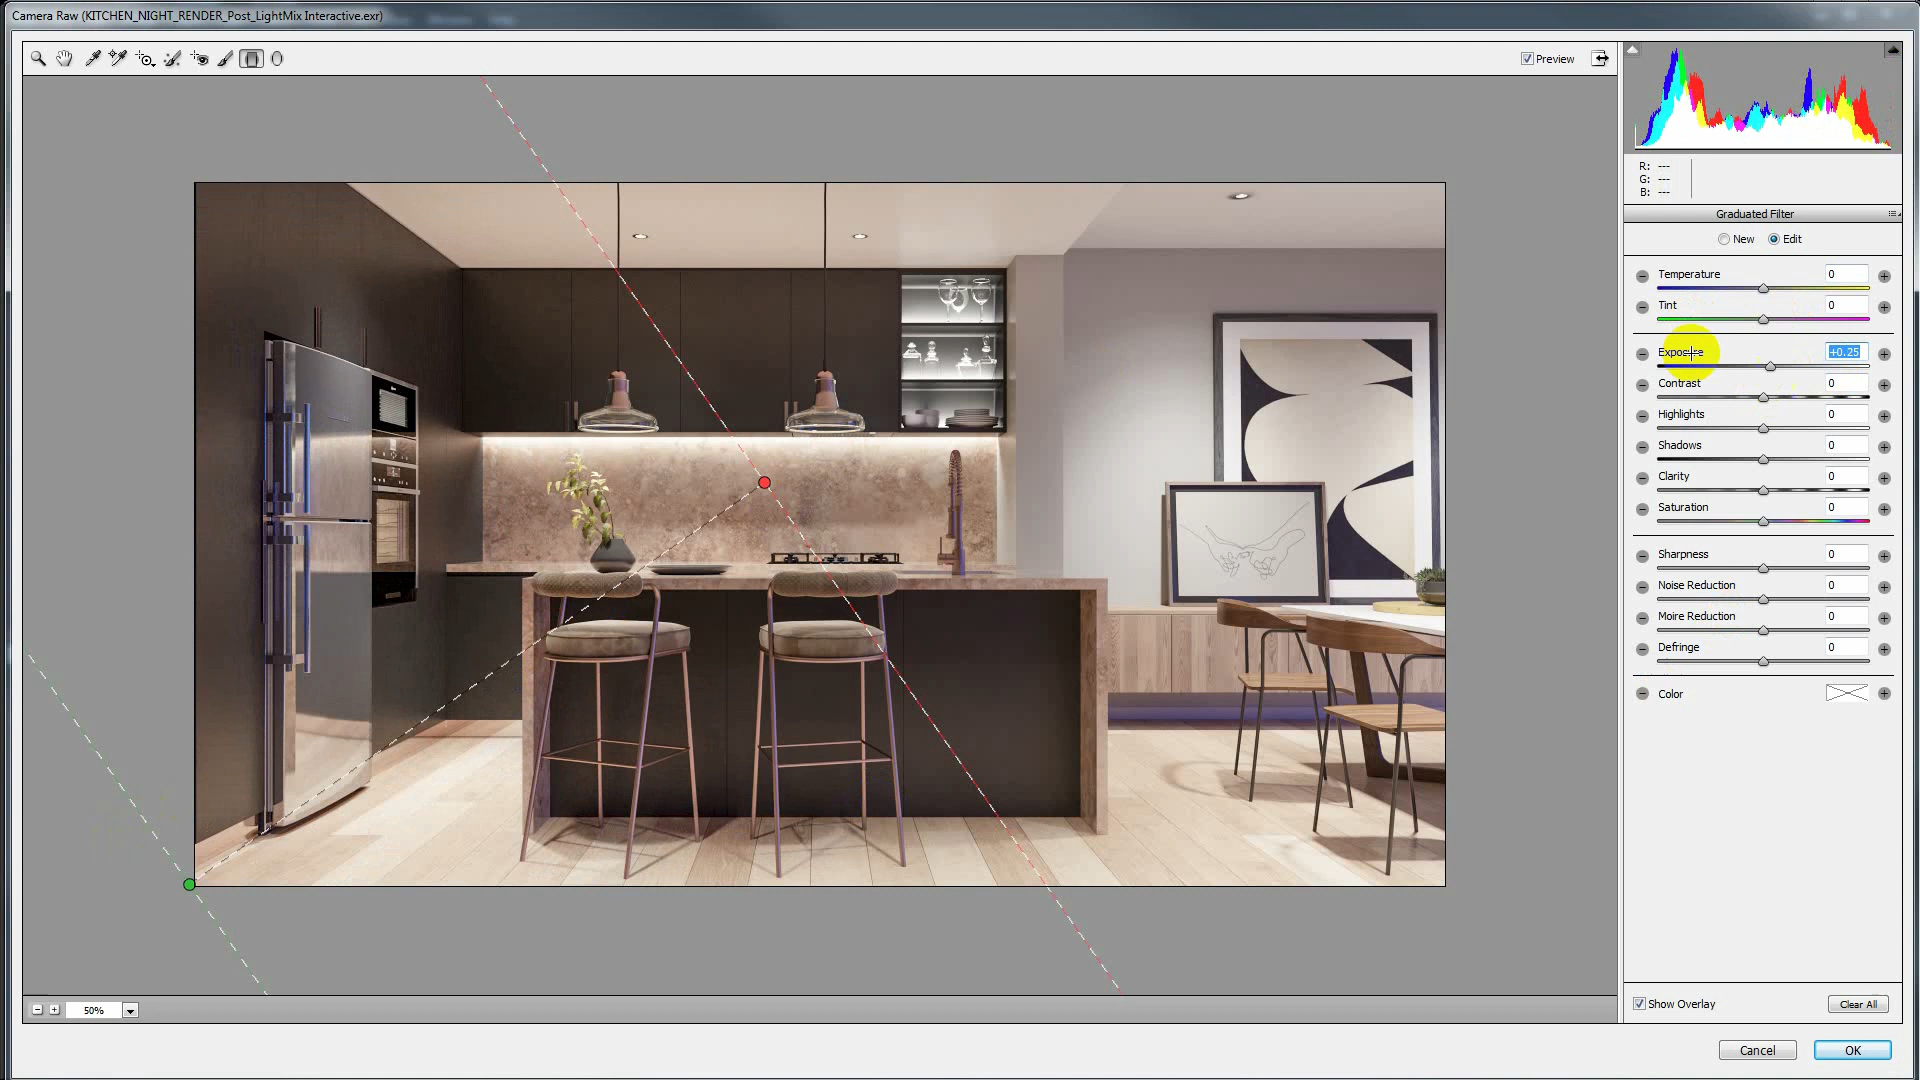 Camera Raw (KITCHEN_NIGHT_RENDER_Post_LightMix Interactive.exr)
Preview
R: ---
G: ---
B: ---
Graduated Filter
New Edit
Temperature 0
Tint 0
Exposure +0.25
Contrast 0
Highlights 0
Shadows 0
Clarity 0
Saturation 0
Sharpness 0
Noise Reduction 0
Moire Reduction 0
Defringe 0
Color
50%
Show Overlay Clear All
Cancel OK